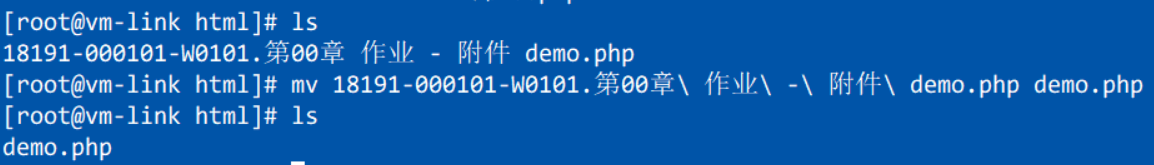 [root@vm-link html]# ls
18191-000101-W0101.第00章 作业 - 附件 demo.php
[root@vm-link html]# mv 18191-000101-W0101.第00章\ 作业\ -\ 附件\ demo.php demo.php
[root@vm-link html]# ls
demo.php